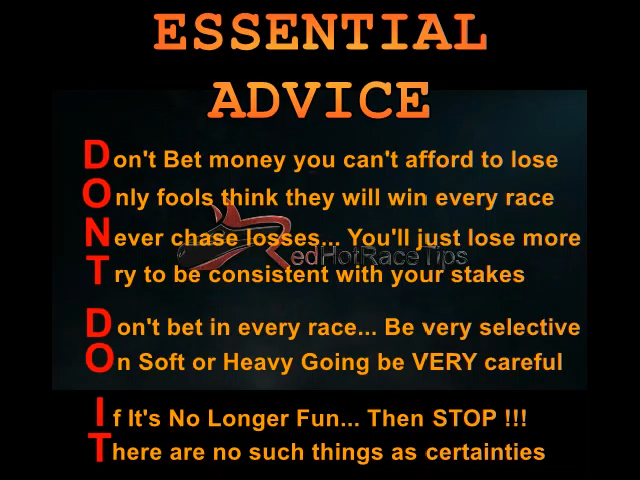 ESSENTIAL
ADVICE
Don't Bet money you can't afford to lose
Only fools think they will win every race
Never chase losses... You'll just lose more
RedHotRaceTips
Try to be consistent with your stakes
Don't bet in every race... Be very selective
On Soft or Heavy Going be VERY careful
If It's No Longer Fun... Then STOP !!!
There are no such things as certainties